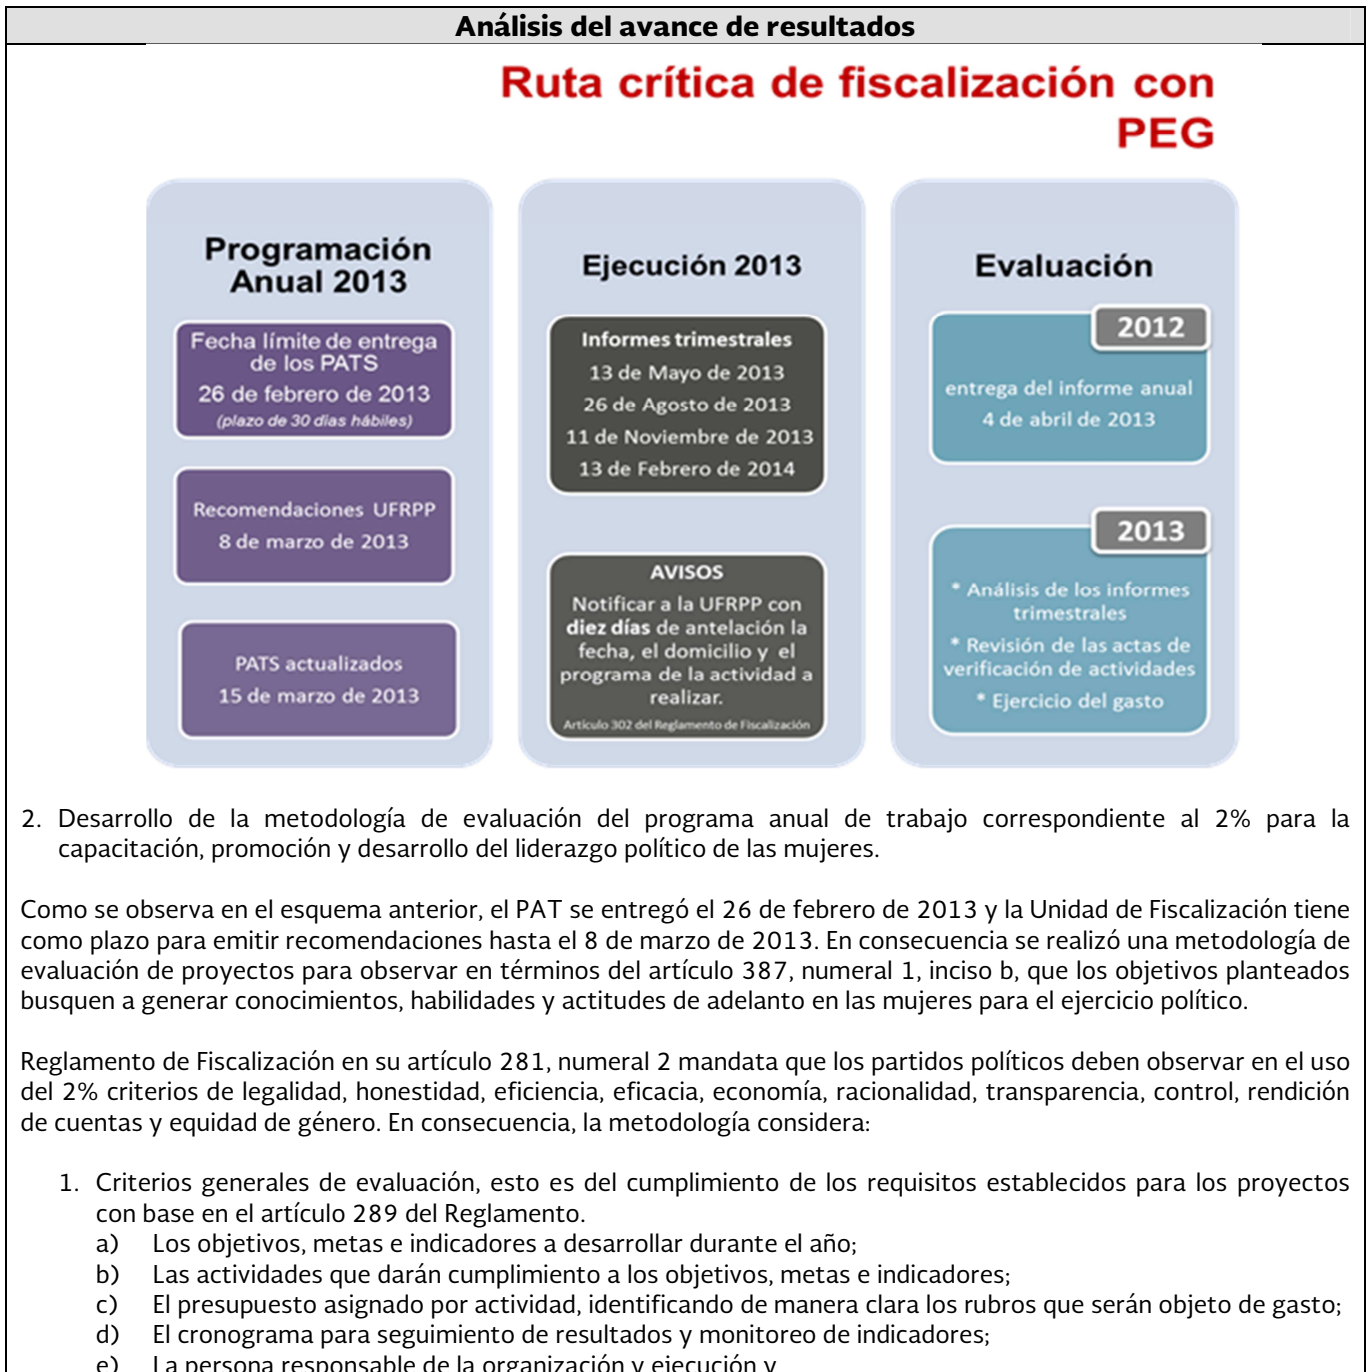 Análisis del avance de resultados
Ruta crítica de fiscalización con
PEG
Programación
Anual 2013
Fecha límite de entrega
de los PATS
26 de febrero de 2013
(plazo de 30 días hábiles)
Recomendaciones UFRPP
8 de marzo de 2013
PATS actualizados
15 de marzo de 2013
Ejecución 2013
Informes trimestrales
13 de Mayo de 2013
26 de Agosto de 2013
11 de Noviembre de 2013
13 de Febrero de 2014
AVISOS
Notificar a la UFRPP con
diez días de antelación la
fecha, el domicilio y el
programa de la actividad a
realizar.
Artículo 302 del Reglamento de Fiscalización
Evaluación
2012
entrega del informe anual
4 de abril de 2013
2013
* Análisis de los informes
trimestrales
* Revisión de las actas de
verificación de actividades
* Ejercicio del gasto
2. Desarrollo de la metodología de evaluación del programa anual de trabajo correspondiente al 2% para la
capacitación, promoción y desarrollo del liderazgo político de las mujeres.
Como se observa en el esquema anterior, el PAT se entregó el 26 de febrero de 2013 y la Unidad de Fiscalización tiene
como plazo para emitir recomendaciones hasta el 8 de marzo de 2013. En consecuencia se realizó una metodología de
evaluación de proyectos para observar en términos del artículo 387, numeral 1, inciso b, que los objetivos planteados
busquen a generar conocimientos, habilidades y actitudes de adelanto en las mujeres para el ejercicio político.
Reglamento de Fiscalización en su artículo 281, numeral 2 mandata que los partidos políticos deben observar en el uso
del 2% criterios de legalidad, honestidad, eficiencia, eficacia, economía, racionalidad, transparencia, control, rendición
de cuentas y equidad de género. En consecuencia, la metodología considera:
1. Criterios generales de evaluación, esto es del cumplimiento de los requisitos establecidos para los proyectos
con base en el artículo 289 del Reglamento.
a) Los objetivos, metas e indicadores a desarrollar durante el año;
b) Las actividades que darán cumplimiento a los objetivos, metas e indicadores;
c) El presupuesto asignado por actividad, identificando de manera clara los rubros que serán objeto de gasto;
d) El cronograma para seguimiento de resultados y monitoreo de indicadores;
e) La persona responsable de la organización y ejecución y